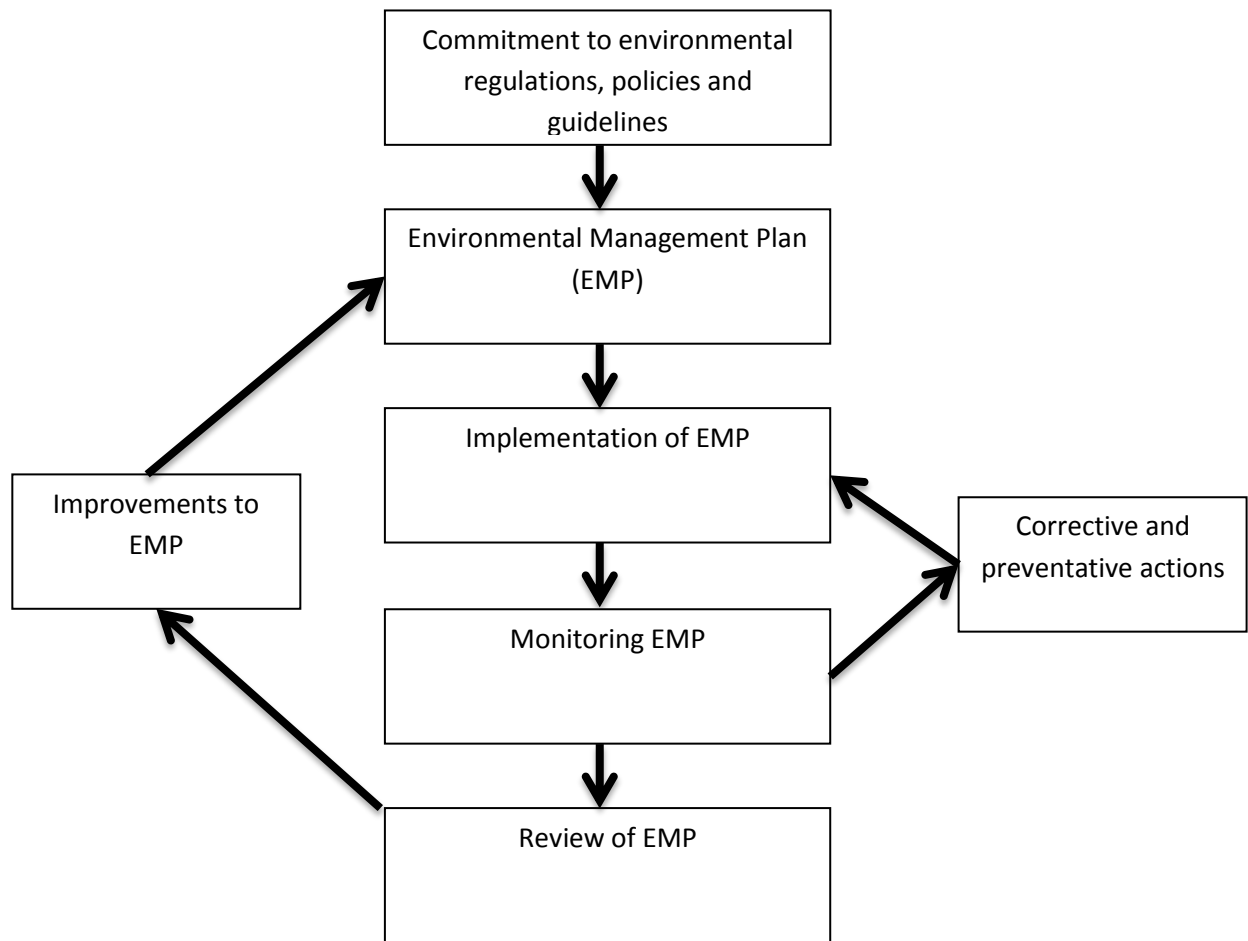 Commitment to environmental
regulations, policies and
guidelines
Environmental Management Plan
(EMP)
Implementation of EMP
Improvements to
EMP
Corrective and
preventative actions
Monitoring EMP
Review of EMP